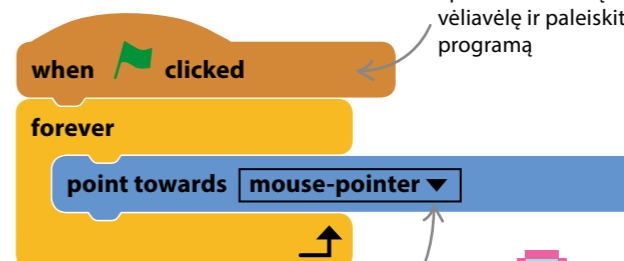 vėliavėlę ir paleiskit
programą
when clicked
forever
point towards mouse-pointer